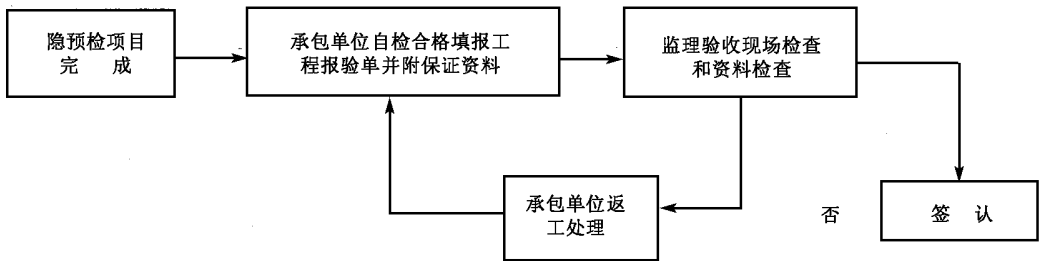 隐预检项目
完 成
承包单位自检合格填报工
程报验单并附保证资料
监理验收现场检查
和资料检查
承包单位返
工处理
否
签 认